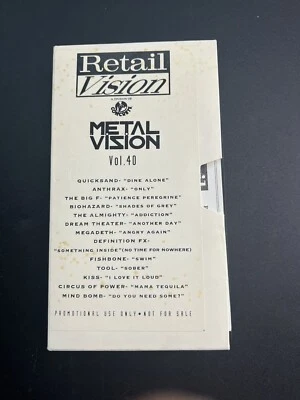 Retail
Vision
METAL
VISION
Vol.40
QUICKSAND- "DINE ALONE"
ANTHRAX- "ONLY"
THE BIG F- "PATIENCE PEREGRINE"
BIOHAZARD- "SHADES OF GREY"
THE ALMIGHTY- "ADDICTION"
DREAM THEATER- "ANOTHER DAY"
MEGADETH- "ANGRY AGAIN"
DEFINITION FX-
"SOMETHING INSIDE"(NO TIME FOR NOWHERE)
FISHBONE- "SWIM"
TOOL- "SOBER"
KISS- "I LOVE IT LOUD"
CIRCUS OF POWER- "MAMA TEQUILA"
MIND BOMB- "DO YOU NEED SOME?"
PROMOTIONAL USE ONLY • NOT FOR SALE